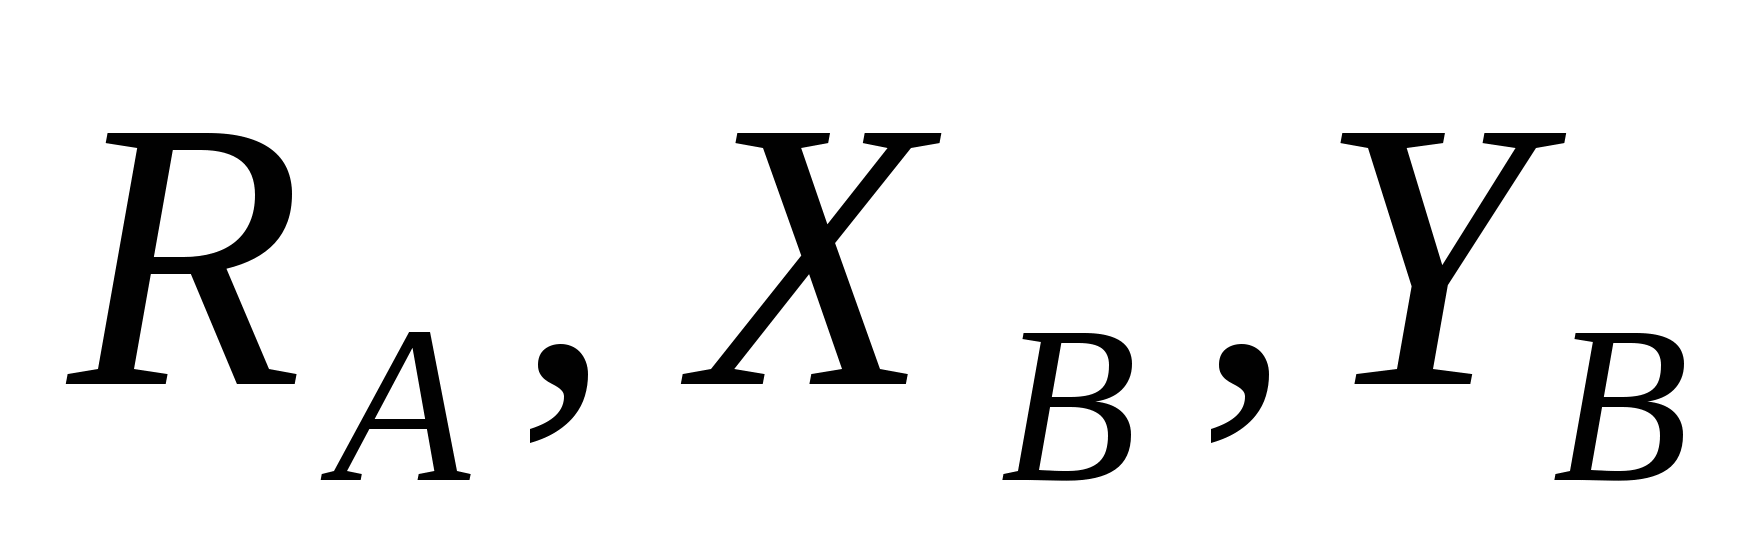 R_A, X_B, Y_B